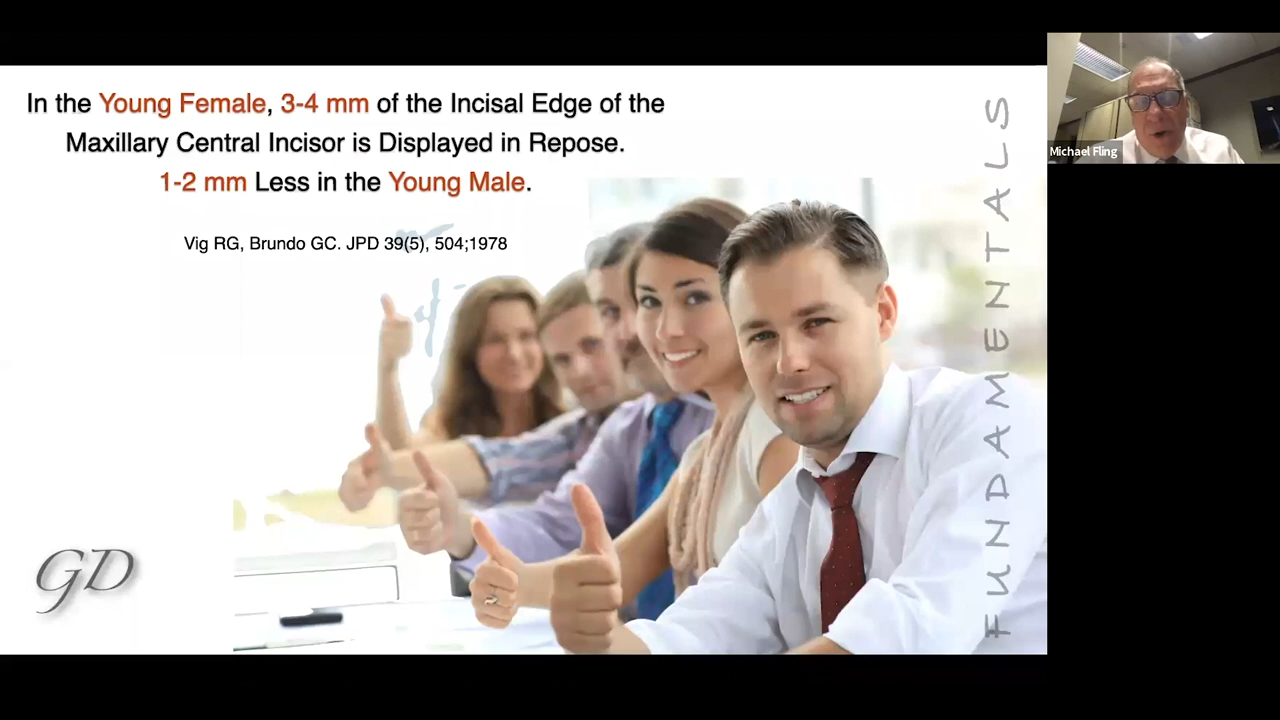 In the Young Female, 3-4 mm of the Incisal Edge of the
Maxillary Central Incisor is Displayed in Repose.
1-2 mm Less in the Young Male.
Vig RG, Brundo GC. JPD 39(5), 504;1978
FUNDAMENTALS
GD
Michael Fling